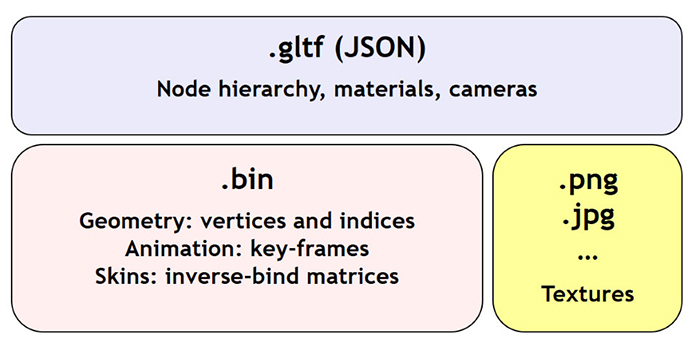 .gltf (JSON)
Node hierarchy, materials, cameras
.bin
Geometry: vertices and indices
Animation: key-frames
Skins: inverse-bind matrices
.png
.jpg
...
Textures